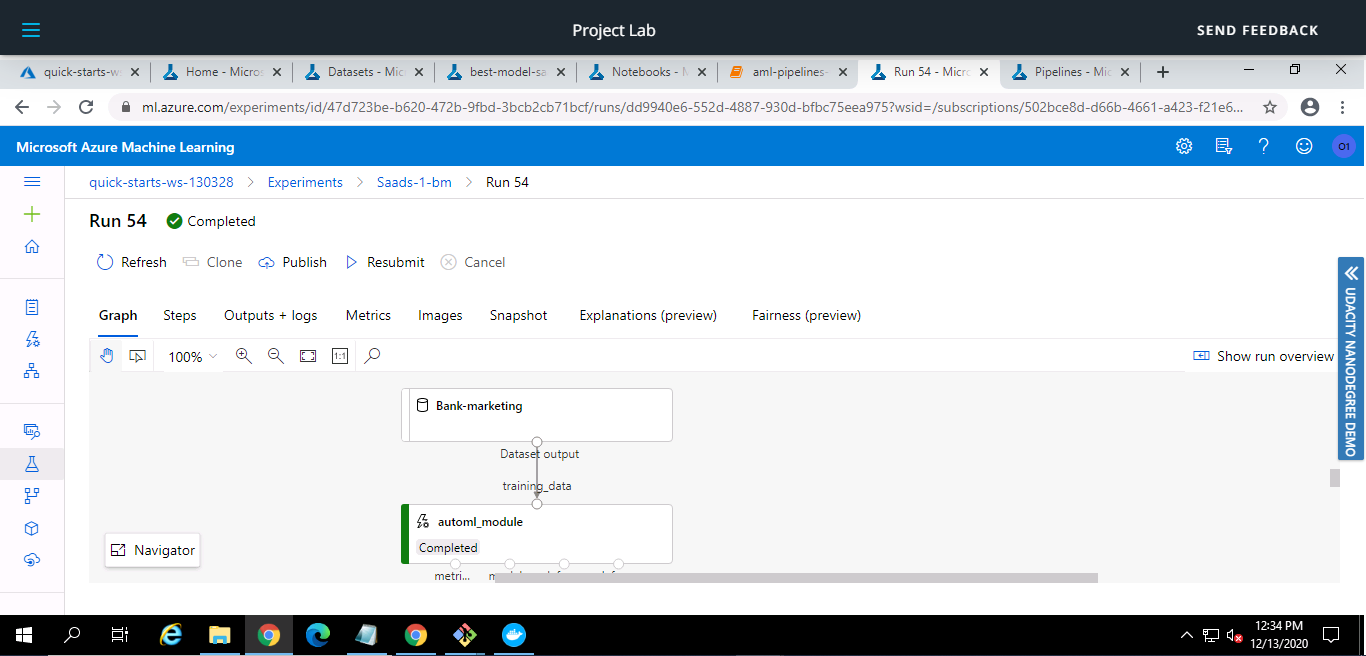 Project Lab
SEND FEEDBACK
quick-starts-ws
Home - Micros
Datasets - Mic
best-model-sa
Notebooks - M
aml-pipelines-
Run 54 - Micro
Pipelines - Mic
ml.azure.com/experiments/id/47d723be-b620-472b-9fbd-3bcb2cb71bcf/runs/dd9940e6-552d-4887-930d-bfbc75eea975?wsid=/subscriptions/502bce8d-d66b-4661-a423-f21e6...
Microsoft Azure Machine Learning
O1
quick-starts-ws-130328 > Experiments > Saads-1-bm > Run 54
Run 54 Completed
Refresh Clone Publish Resubmit Cancel
Graph Steps Outputs + logs Metrics Images Snapshot Explanations (preview) Fairness (preview)
100% 1:1 Show run overview
UDACITY NANODEGREE DEMO
Bank-marketing
Dataset output
training_data
automl_module
Completed
metri...
Navigator
12:34 PM
12/13/2020